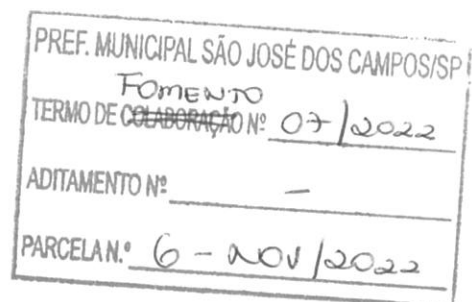 PREF. MUNICIPAL SÃO JOSÉ DOS CAMPOS/SP
FOMENTO
TERMO DE COLABORAÇÃO Nº 07/2022
ADITAMENTO Nº —
PARCELA N.º 6 - NOV/2022